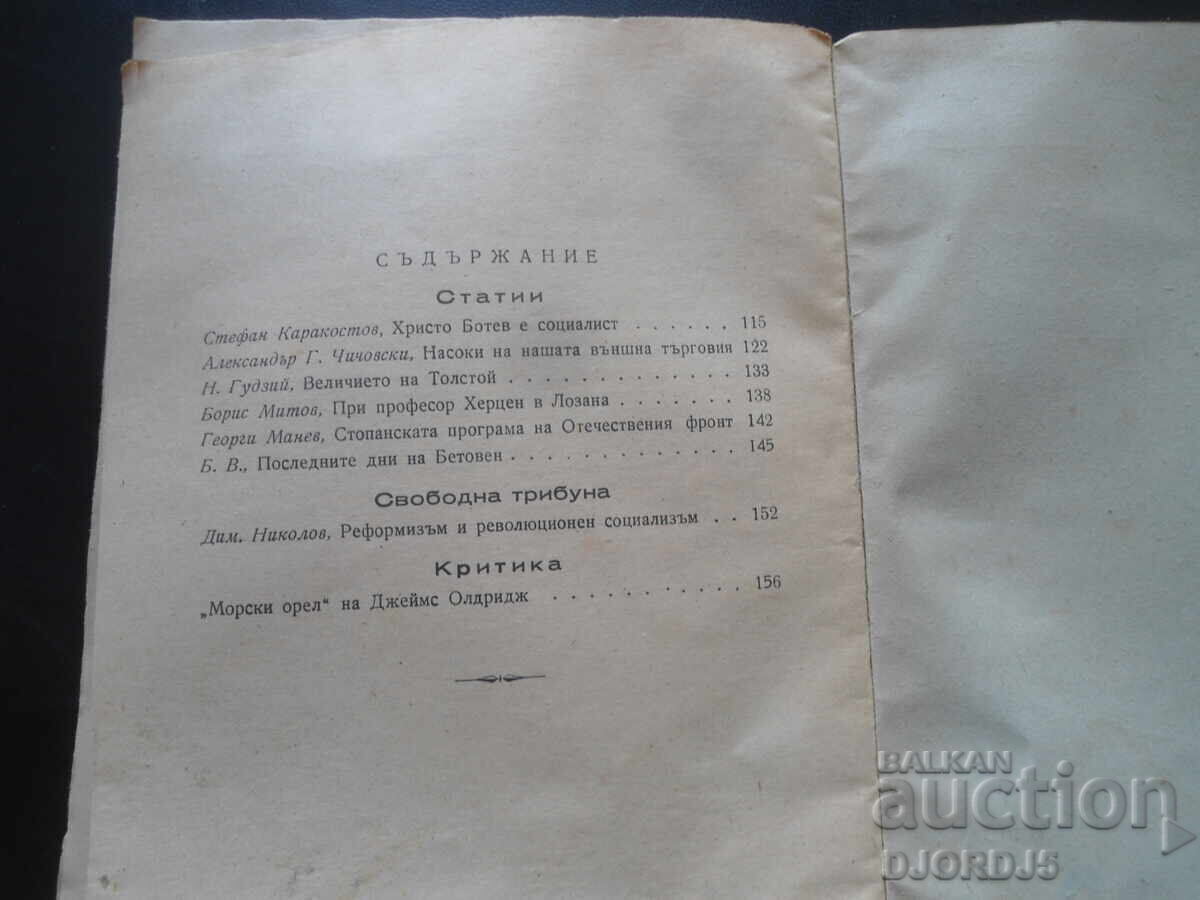 СЪДЪРЖАНИЕ
Статии
Стефан Каракостов, Христо Ботев е социалист . . . . . . 115
Александър Г. Чичовски, Насоки на нашата външна търговия 122
Н. Гудзий, Величието на Толстой . . . . . . . . . . . . . 133
Борис Митов, При професор Херцен в Лозана . . . . . . . 138
Георги Манев, Стопанската програма на Отечествения фронт 142
Б. В., Последните дни на Бетовен . . . . . . . . . . . . . 145
Свободна трибуна
Дим. Николов, Реформизъм и революционен социализъм . . 152
Критика
„Морски орел“ на Джеймс Олдридж . . . . . . . . . . . 156
BALKAN
auction
DJORDJ5